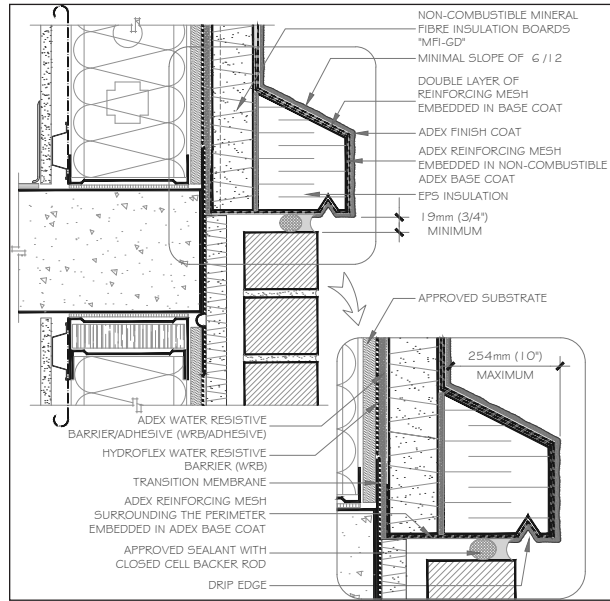 NON-COMBUSTIBLE MINERAL
FIBRE INSULATION BOARDS
"MFI-GD"
MINIMAL SLOPE OF 6 /12
DOUBLE LAYER OF
REINFORCING MESH
EMBEDDED IN BASE COAT
ADEX FINISH COAT
ADEX REINFORCING MESH
EMBEDDED IN NON-COMBUSTIBLE
ADEX BASE COAT
EPS INSULATION
19mm (3/4")
MINIMUM
APPROVED SUBSTRATE
254mm (10")
MAXIMUM
ADEX WATER RESISTIVE
BARRIER/ADHESIVE (WRB/ADHESIVE)
HYDROFLEX WATER RESISTIVE
BARRIER (WRB)
TRANSITION MEMBRANE
ADEX REINFORCING MESH
SURROUNDING THE PERIMETER
EMBEDDED IN ADEX BASE COAT
APPROVED SEALANT WITH
CLOSED CELL BACKER ROD
DRIP EDGE